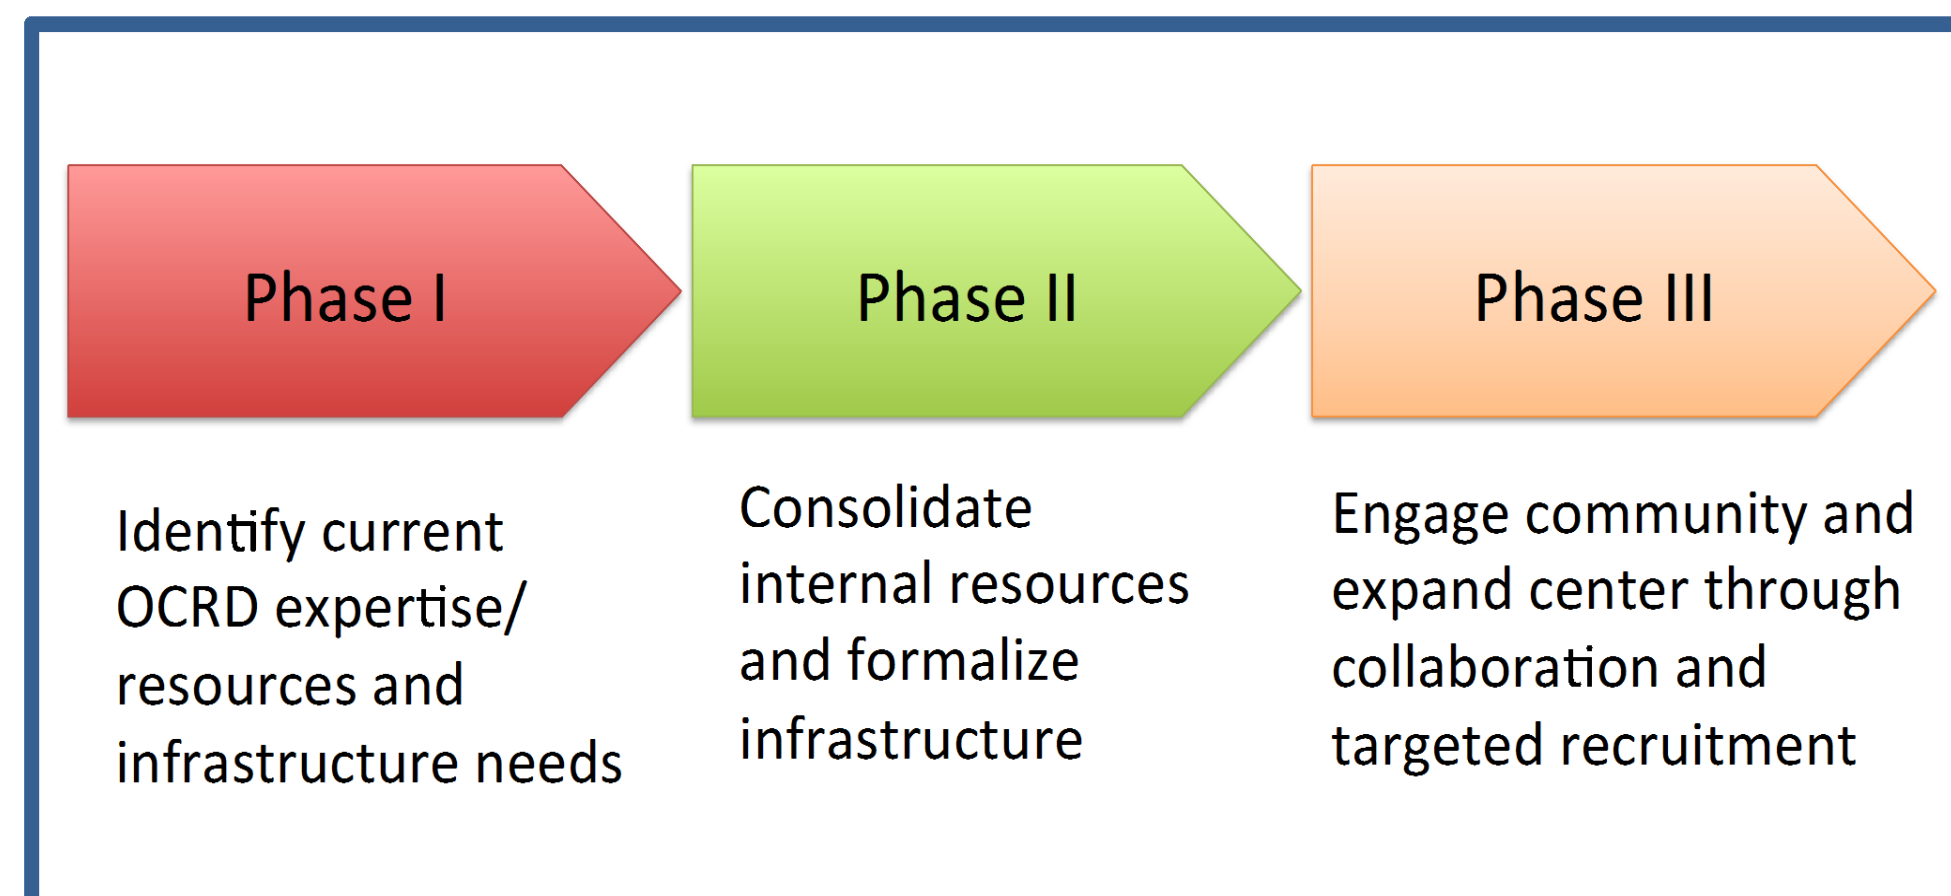 Phase I
Identify current
OCRD expertise/
resources and
infrastructure needs
Phase II
Consolidate
internal resources
and formalize
infrastructure
Phase III
Engage community and
expand center through
collaboration and
targeted recruitment